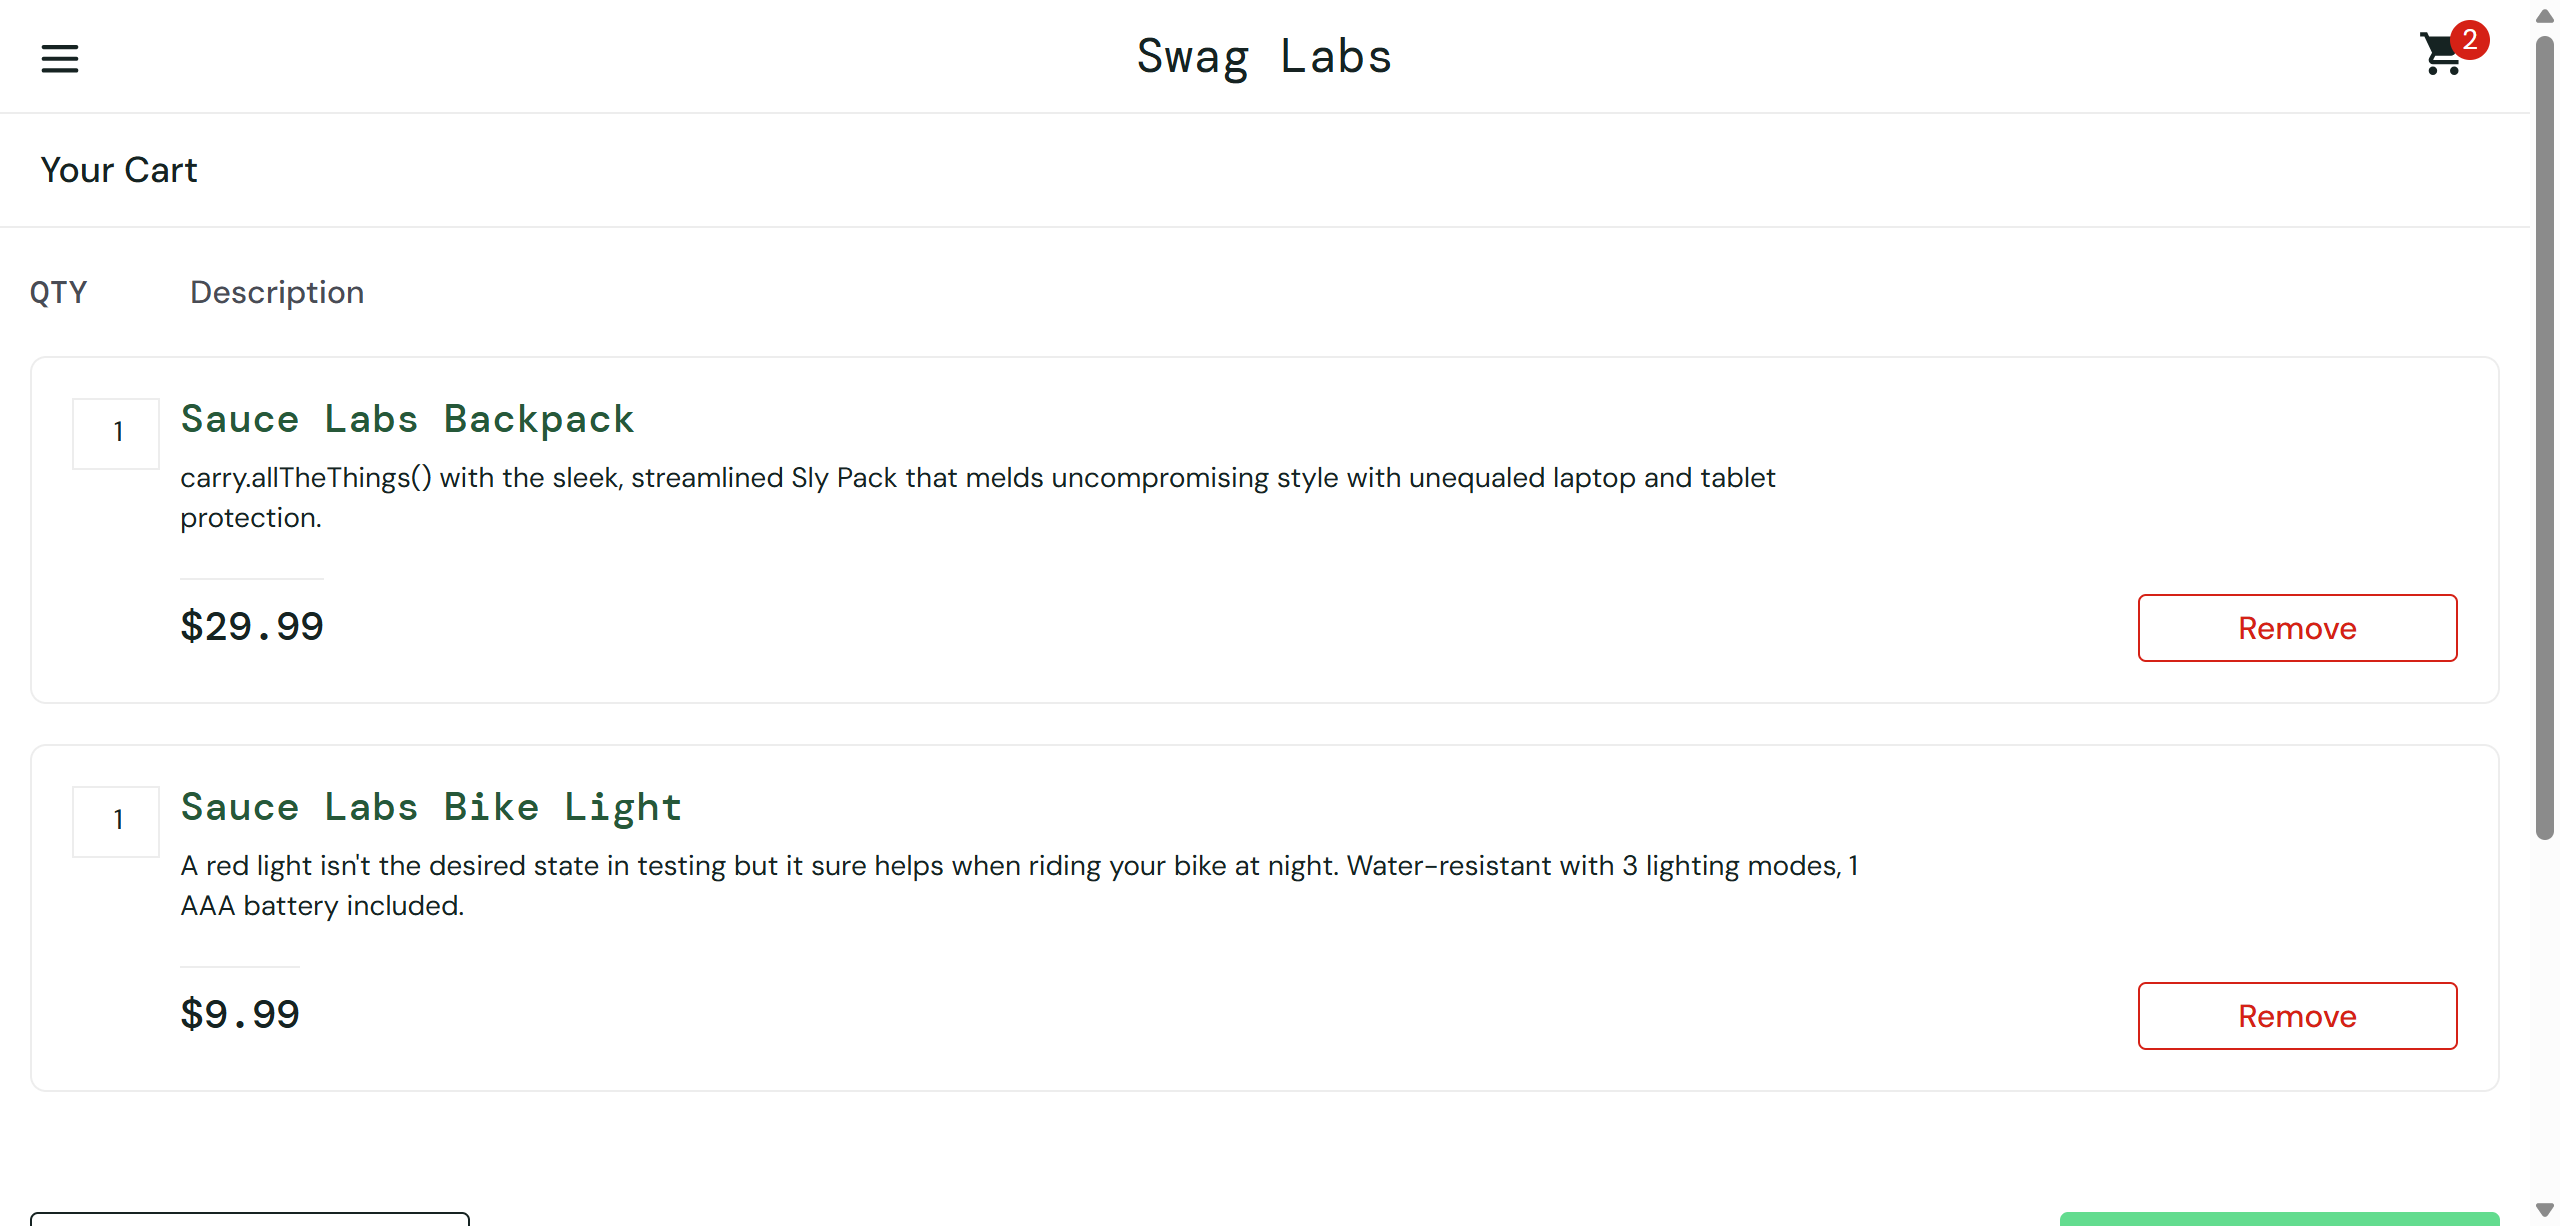 Swag Labs
2
Your Cart
QTY Description
1 Sauce Labs Backpack
carry.allTheThings() with the sleek, streamlined Sly Pack that melds uncompromising style with unequaled laptop and tablet
protection.
$29.99 Remove
1 Sauce Labs Bike Light
A red light isn't the desired state in testing but it sure helps when riding your bike at night. Water-resistant with 3 lighting modes, 1
AAA battery included.
$9.99 Remove